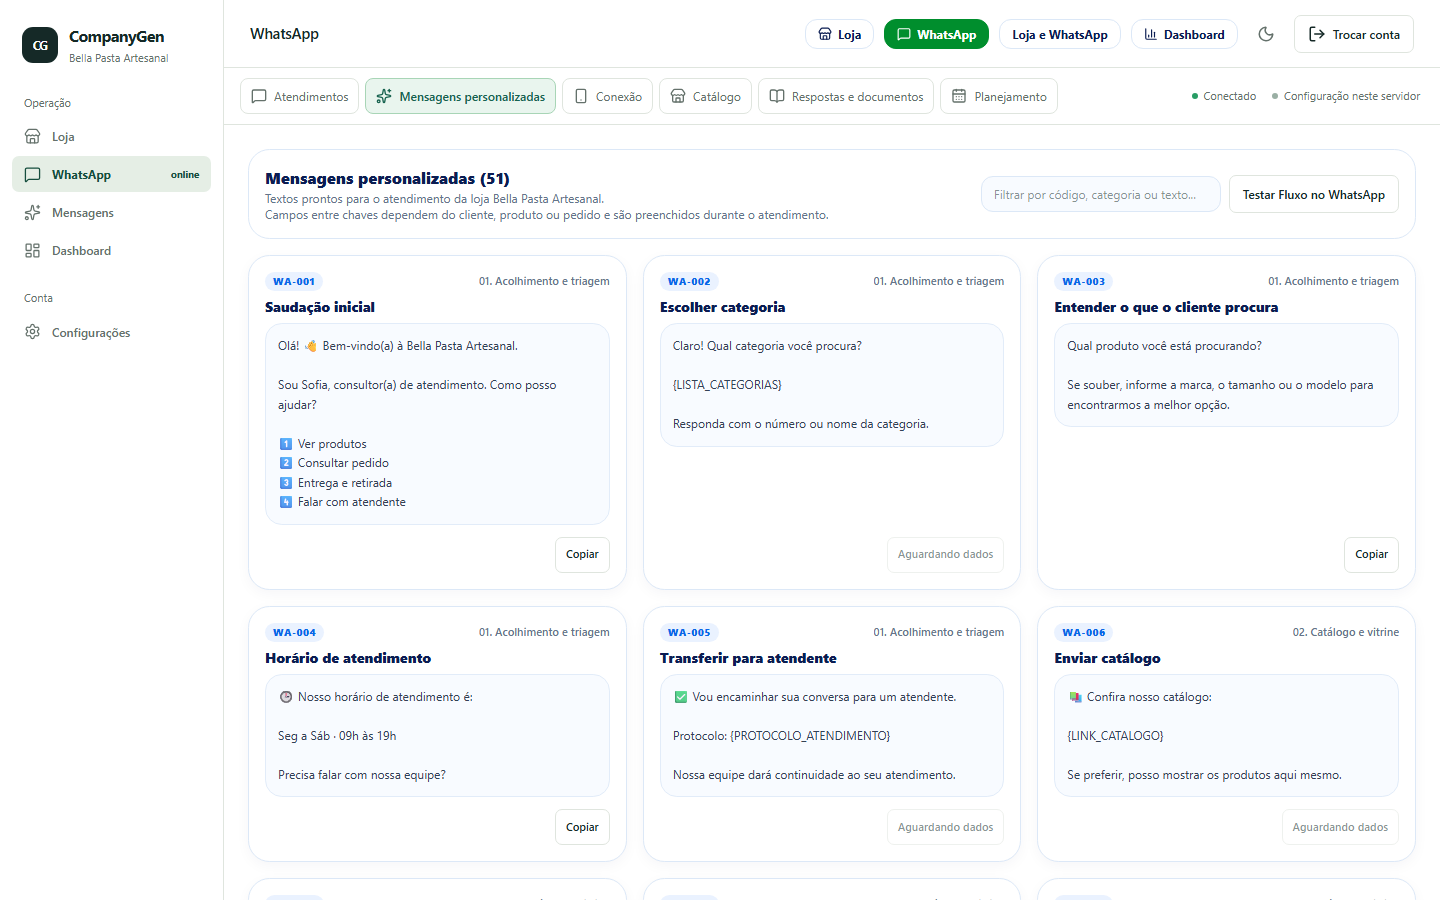 CG
CompanyGen
Bella Pasta Artesanal
Operação
Loja
WhatsApp
online
Mensagens
Dashboard
Conta
Configurações
WhatsApp
Loja
WhatsApp
Loja e WhatsApp
Dashboard
Trocar conta
Atendimentos
Mensagens personalizadas
Conexão
Catálogo
Respostas e documentos
Planejamento
Conectado
Configuração neste servidor
Mensagens personalizadas (51)
Textos prontos para o atendimento da loja Bella Pasta Artesanal.
Campos entre chaves dependem do cliente, produto ou pedido e são preenchidos durante o atendimento.
Filtrar por código, categoria ou texto...
Testar Fluxo no WhatsApp
WA-001
01. Acolhimento e triagem
Saudação inicial
Olá! 👋 Bem-vindo(a) à Bella Pasta Artesanal.
Sou Sofia, consultor(a) de atendimento. Como posso
ajudar?
1️⃣ Ver produtos
2️⃣ Consultar pedido
3️⃣ Entrega e retirada
4️⃣ Falar com atendente
Copiar
WA-002
01. Acolhimento e triagem
Escolher categoria
Claro! Qual categoria você procura?
{LISTA_CATEGORIAS}
Responda com o número ou nome da categoria.
Aguardando dados
WA-003
01. Acolhimento e triagem
Entender o que o cliente procura
Qual produto você está procurando?
Se souber, informe a marca, o tamanho ou o modelo para
encontrarmos a melhor opção.
Copiar
WA-004
01. Acolhimento e triagem
Horário de atendimento
🕒 Nosso horário de atendimento é:
Seg a Sáb · 09h às 19h
Precisa falar com nossa equipe?
Copiar
WA-005
01. Acolhimento e triagem
Transferir para atendente
✅ Vou encaminhar sua conversa para um atendente.
Protocolo: {PROTOCOLO_ATENDIMENTO}
Nossa equipe dará continuidade ao seu atendimento.
Aguardando dados
WA-006
02. Catálogo e vitrine
Enviar catálogo
🛍️ Confira nosso catálogo:
{LINK_CATALOGO}
Se preferir, posso mostrar os produtos aqui mesmo.
Aguardando dados